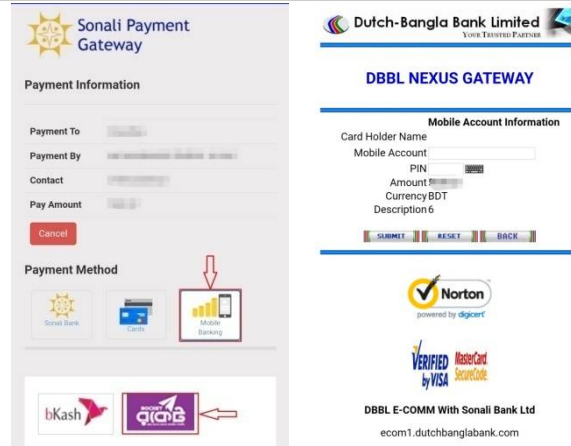 Sonali Payment
Gateway
Payment Information
Payment To
Payment By
Contact
Pay Amount
Cancel
Payment Method
Sonali Bank
Cards
Mobile
Banking
bKash
ROCKET
রকেট
Dutch-Bangla Bank Limited
YOUR TRUSTED PARTNER
DBBL NEXUS GATEWAY
Mobile Account Information
Card Holder Name
Mobile Account
PIN
Amount
Currency BDT
Description 6
SUBMIT RESET BACK
Norton
powered by digicert
VERIFIED
by VISA
MasterCard.
SecureCode.
DBBL E-COMM With Sonali Bank Ltd
ecom1.dutchbanglabank.com